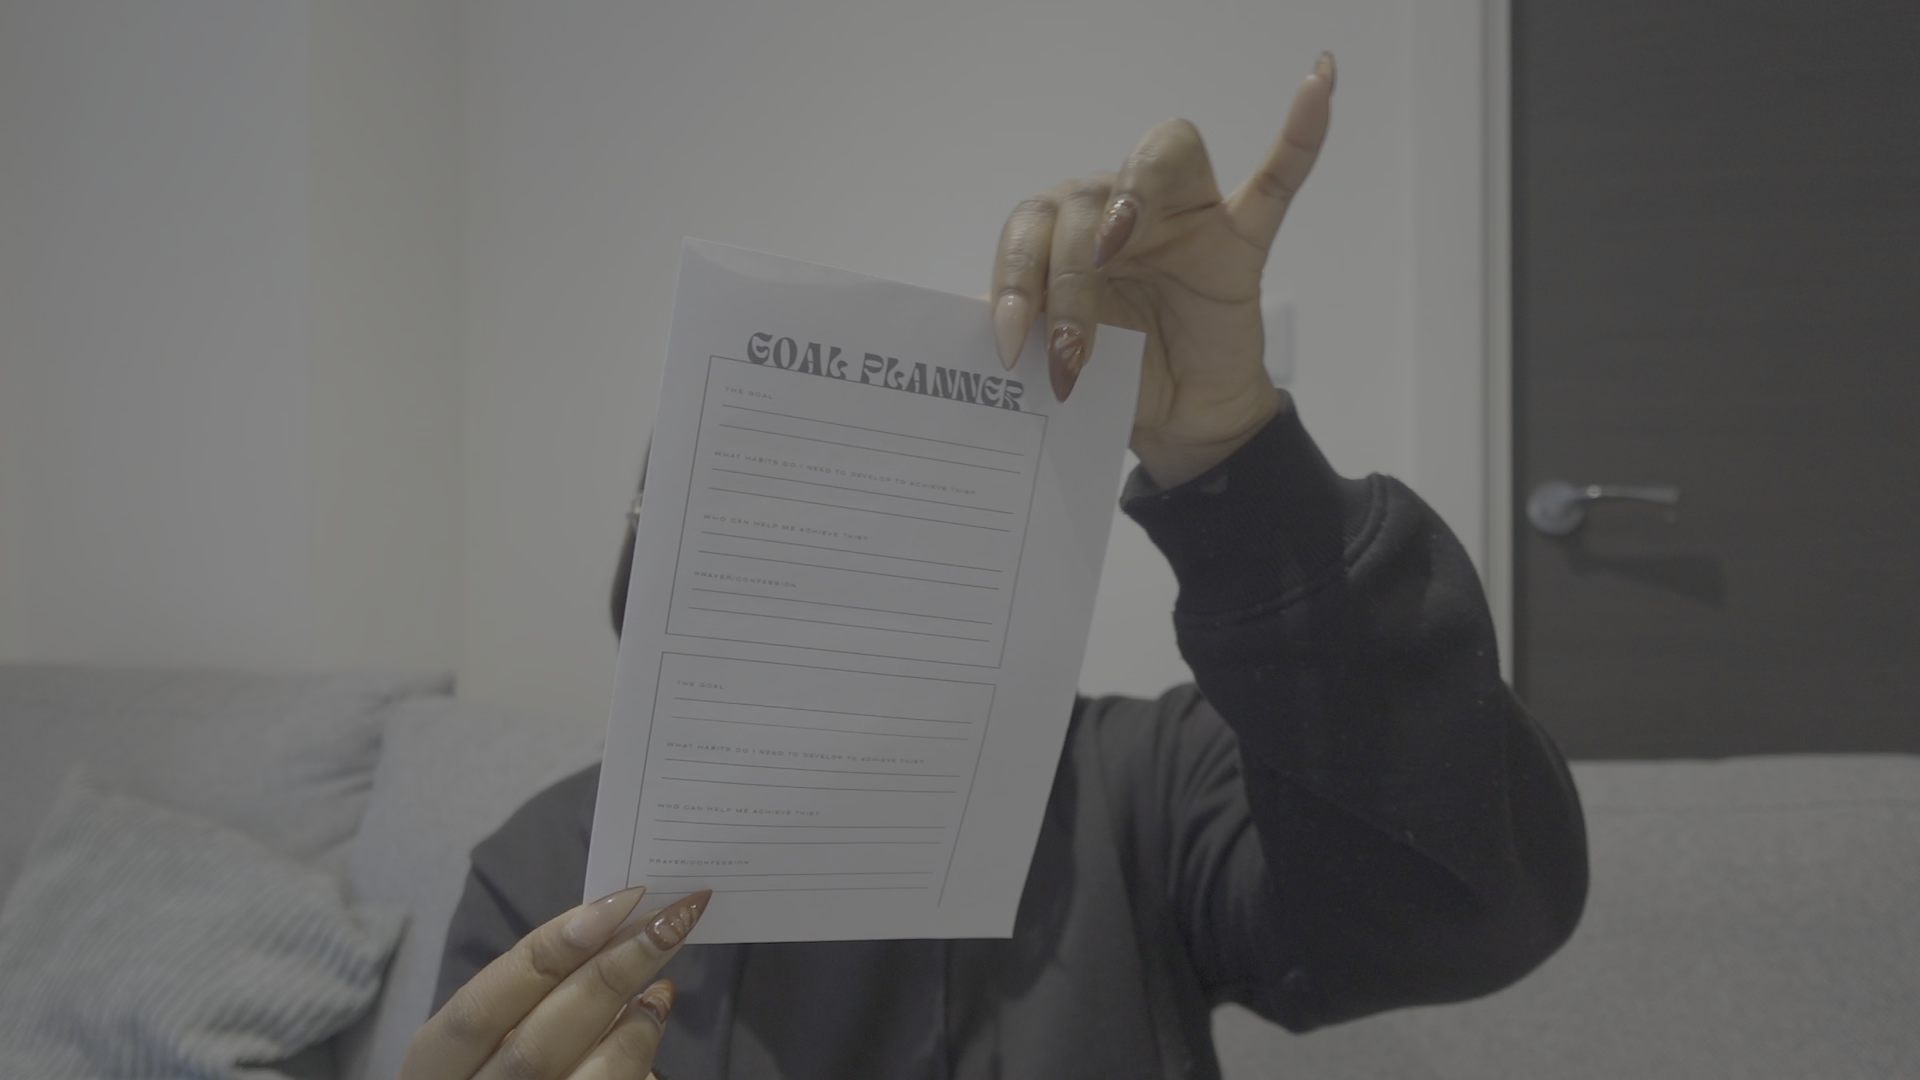 GOAL PLANNER
THE GOAL
WHAT HABITS DO I NEED TO DEVELOP TO ACHIEVE THIS?
WHO CAN HELP ME ACHIEVE THIS?
PRAYER/CONFESSION
THE GOAL
WHAT HABITS DO I NEED TO DEVELOP TO ACHIEVE THIS?
WHO CAN HELP ME ACHIEVE THIS?
PRAYER/CONFESSION